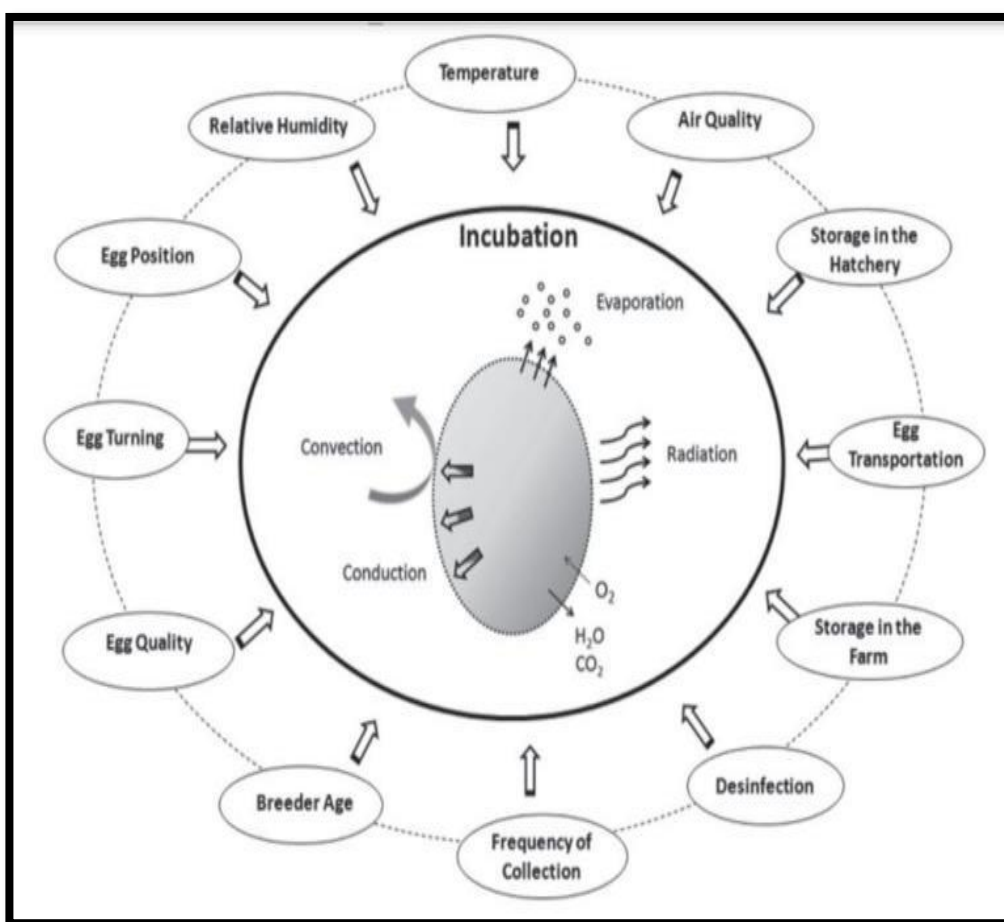 Temperature
Relative Humidity
Air Quality
Incubation
Storage in the
Hatchery
Egg Position
Evaporation
Egg Turning
Convection
Radiation
Egg
Transportation
Conduction
O₂
H₂O
CO₂
Egg Quality
Storage in the
Farm
Breeder Age
Desinfection
Frequency of
Collection